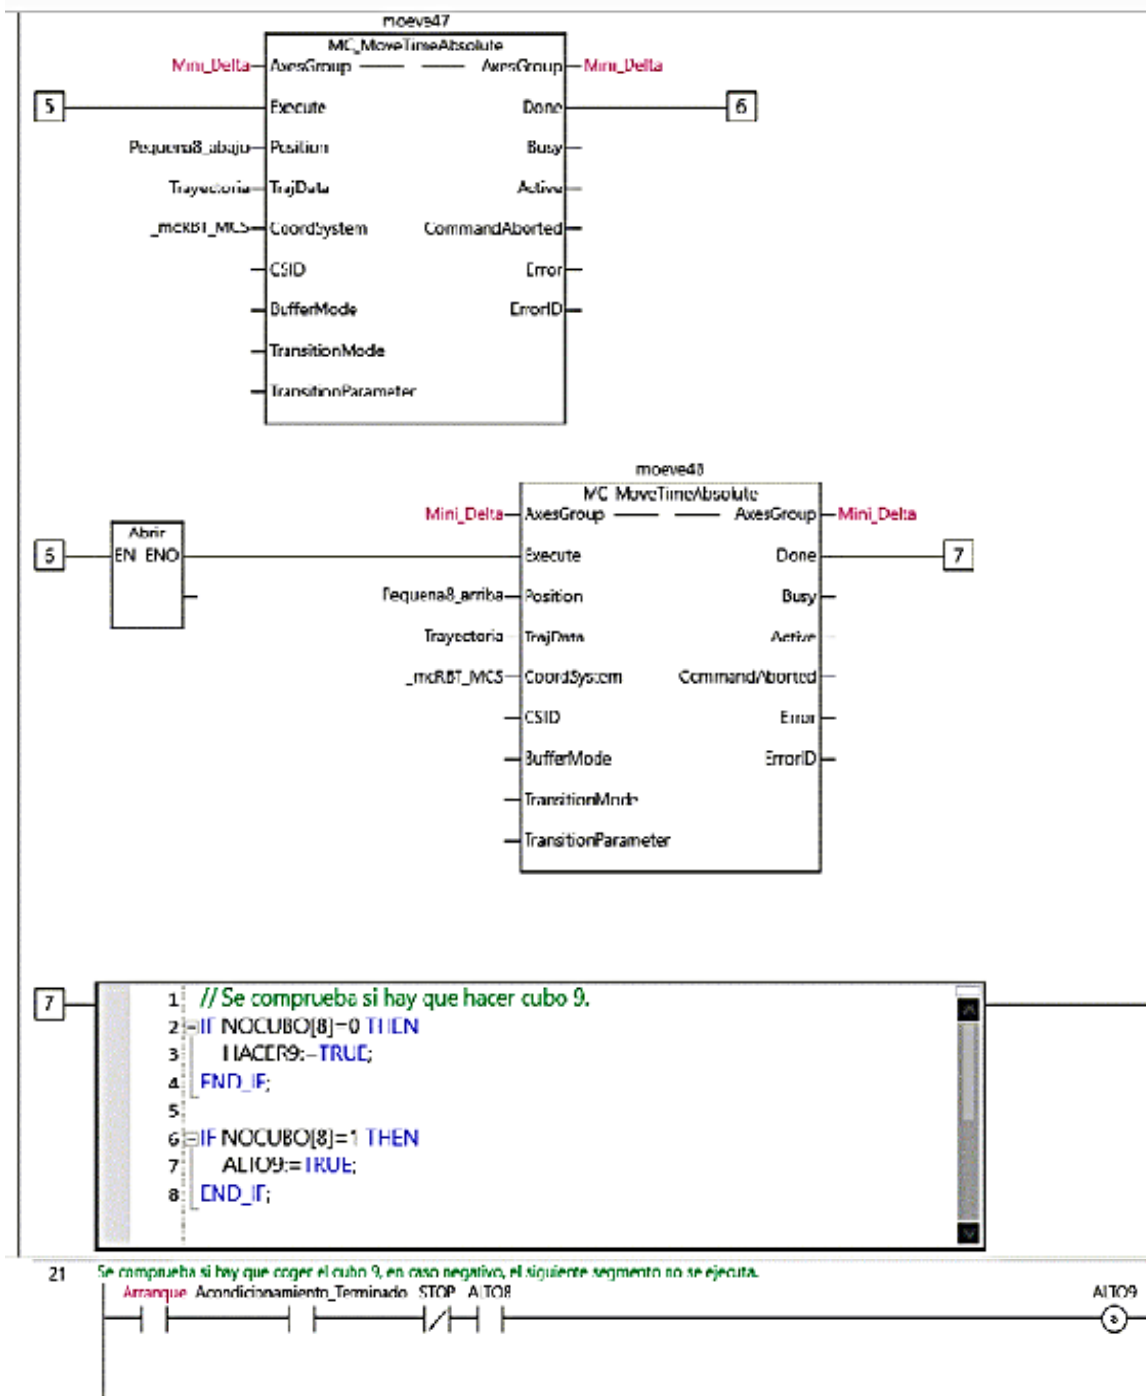 moeve47
MC_MoveTimeAbsolute
Mini_Delta AxesGroup AxesGroup Mini_Delta
5 Execute Done 6
Pequena8_abajo Position Busy
Trayectoria TrajData Active
_mcRBT_MCS CoordSystem CommandAborted
CSID Error
BufferMode ErrorID
TransitionMode
TransitionParameter
moeve48
MC_MoveTimeAbsolute
Mini_Delta AxesGroup AxesGroup Mini_Delta
Abrir
6 EN ENO Execute Done 7
Pequena8_arriba Position Busy
Trayectoria TrajData Active
_mcRBT_MCS CoordSystem CommandAborted
CSID Error
BufferMode ErrorID
TransitionMode
TransitionParameter
7
1 // Se comprueba si hay que hacer cubo 9.
2 IF NOCUBO[8]=0 THEN
3 HACER9:=TRUE;
4 END_IF;
5
6 IF NOCUBO[8]=1 THEN
7 ALTO9:=TRUE;
8 END_IF;
21 Se comprueba si hay que coger el cubo 9, en caso negativo, el siguiente segmento no se ejecuta.
Arranque Acondicionamiento_Terminado STOP ALTO8 ALTO9